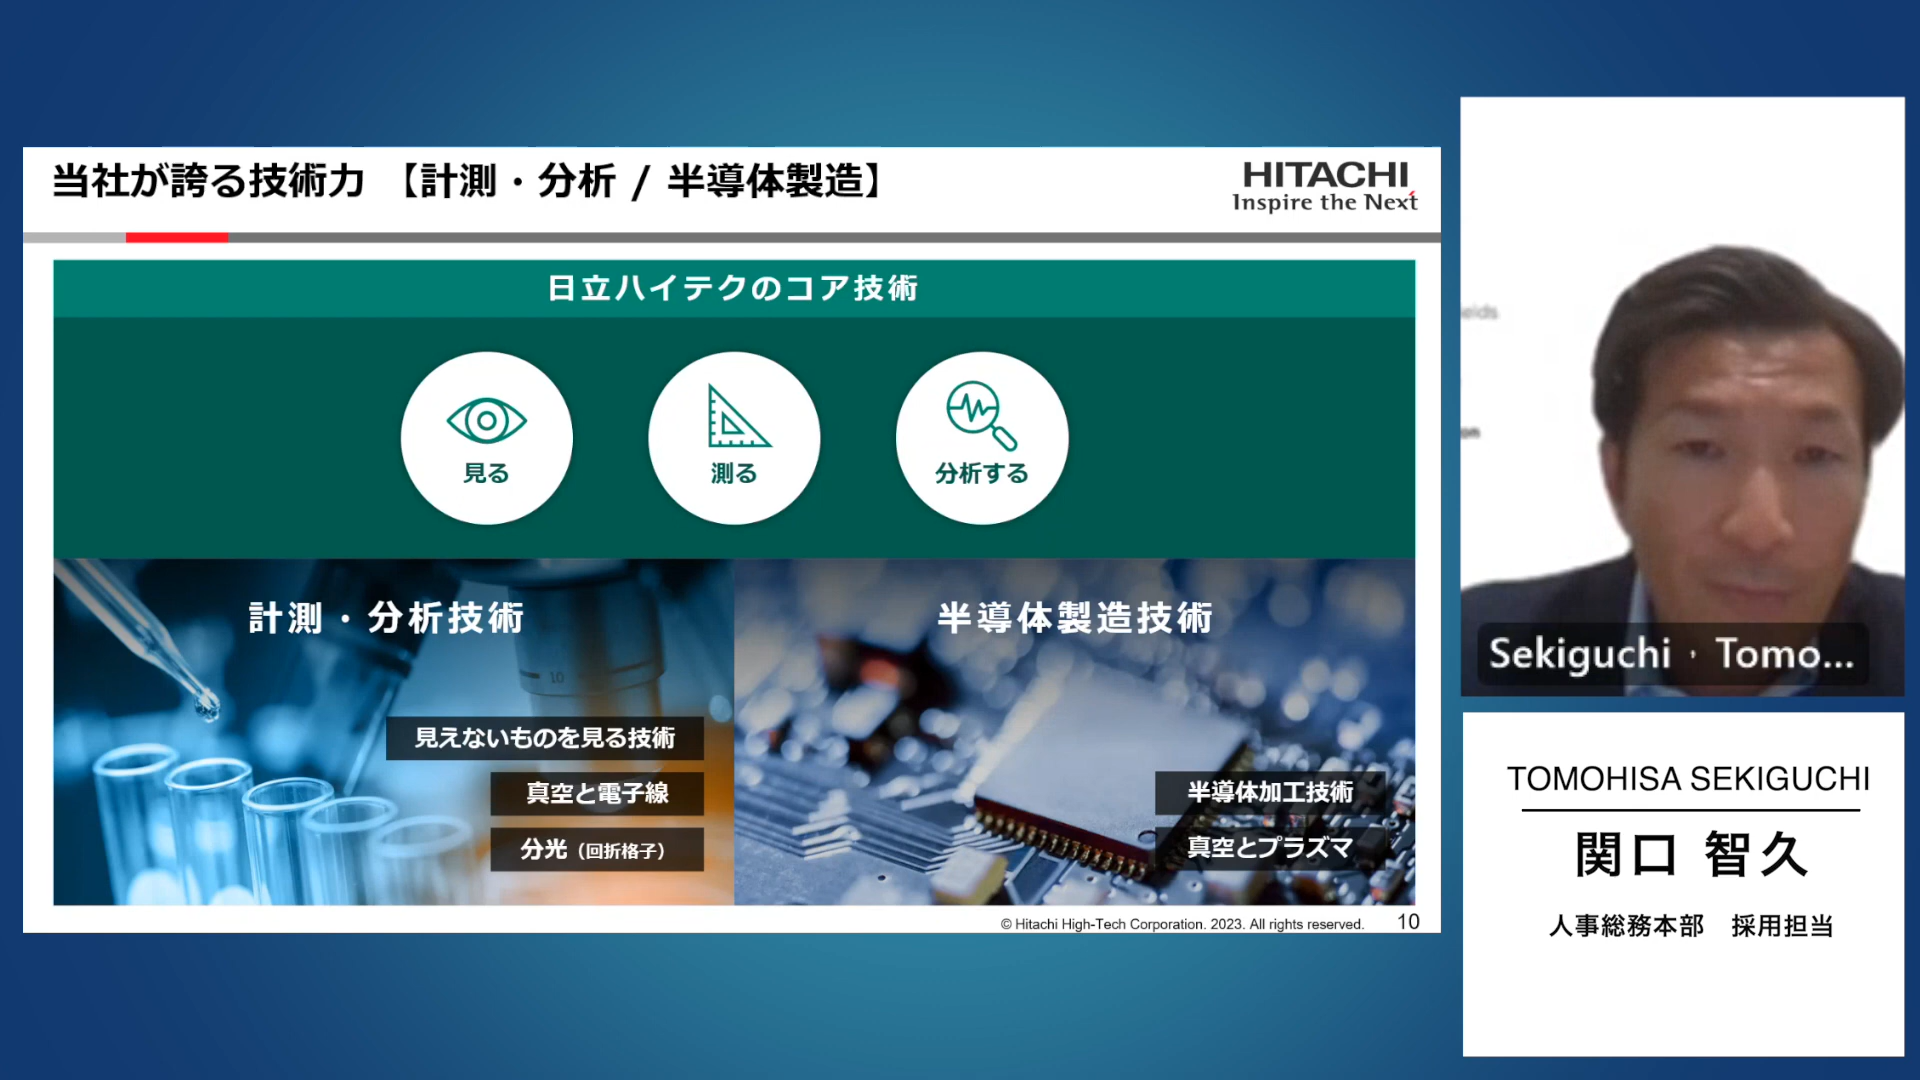 当社が誇る技術力 【計測・分析 / 半導体製造】
HITACHI
Inspire the Next
日立ハイテクのコア技術
見る
測る
分析する
計測・分析技術
10
見えないものを見る技術
真空と電子線
分光（回折格子）
半導体製造技術
半導体加工技術
真空とプラズマ
© Hitachi High-Tech Corporation. 2023. All rights reserved.
10
Sekiguchi・Tomo...
TOMOHISA SEKIGUCHI
関口 智久
人事総務本部　採用担当